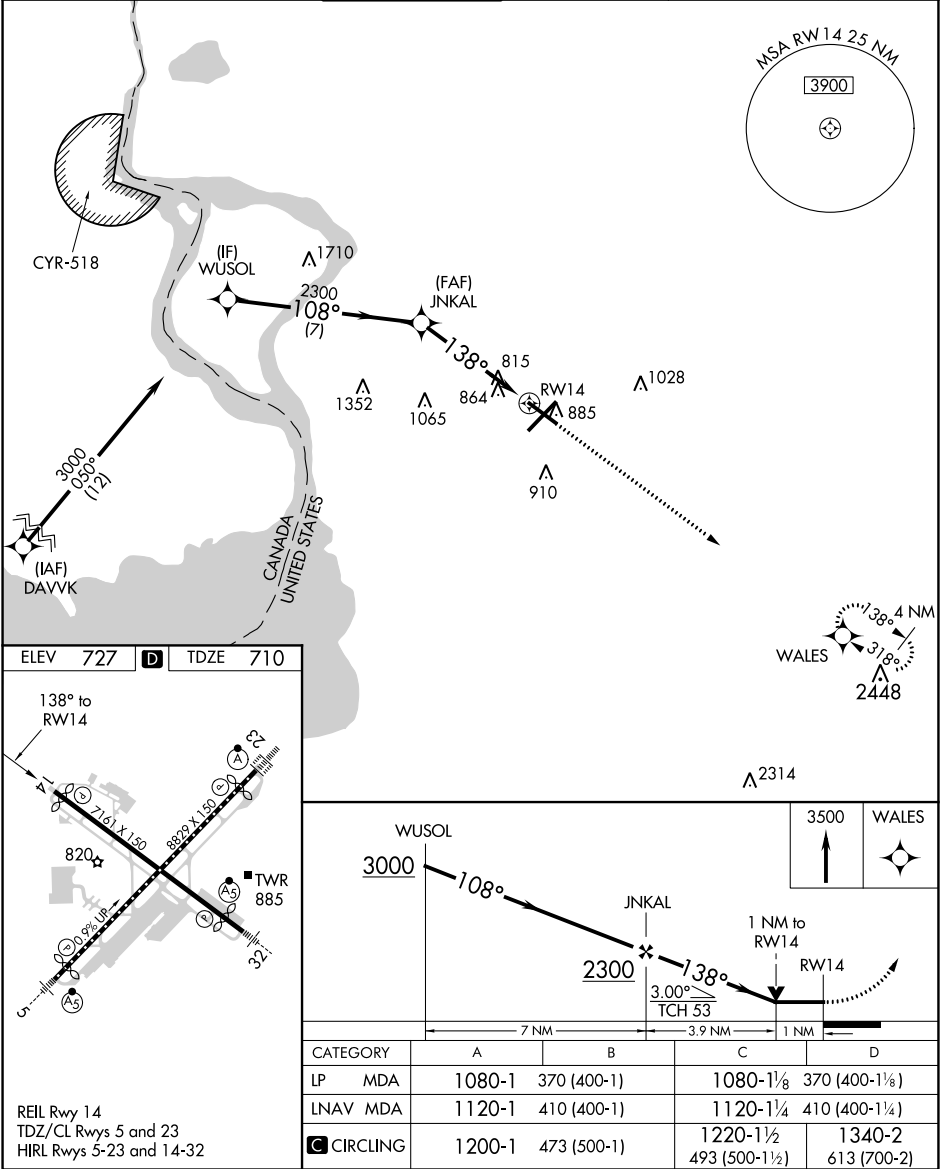 MSA RW14 25 NM
3900
CYR-518
(IF)
WUSOL
1710
2300
108°
(7)
(FAF)
JNKAL
138°
815
864
RW14
885
1028
1352
1065
910
3000
050°
(12)
(IAF)
DAVVK
CANADA
UNITED STATES
138° 4 NM
318°
WALES
2448
2314
ELEV 727 D TDZE 710
138° to
RW14
14
23
A
P
P
7161 X 150
8829 X 150
820
TWR
885
A5
P
0.9% UP
P
32
5
A5
REIL Rwy 14
TDZ/CL Rwys 5 and 23
HIRL Rwys 5-23 and 14-32
3500 WALES
WUSOL
3000
108°
JNKAL
2300
138°
3.00°
TCH 53
1 NM to
RW14
RW14
7 NM 3.9 NM 1 NM
CATEGORY A B C D
LP MDA 1080-1 370 (400-1) 1080-1⅛ 370 (400-1⅛)
LNAV MDA 1120-1 410 (400-1) 1120-1¼ 410 (400-1¼)
C CIRCLING 1200-1 473 (500-1) 1220-1½ 493 (500-1½) 1340-2 613 (700-2)